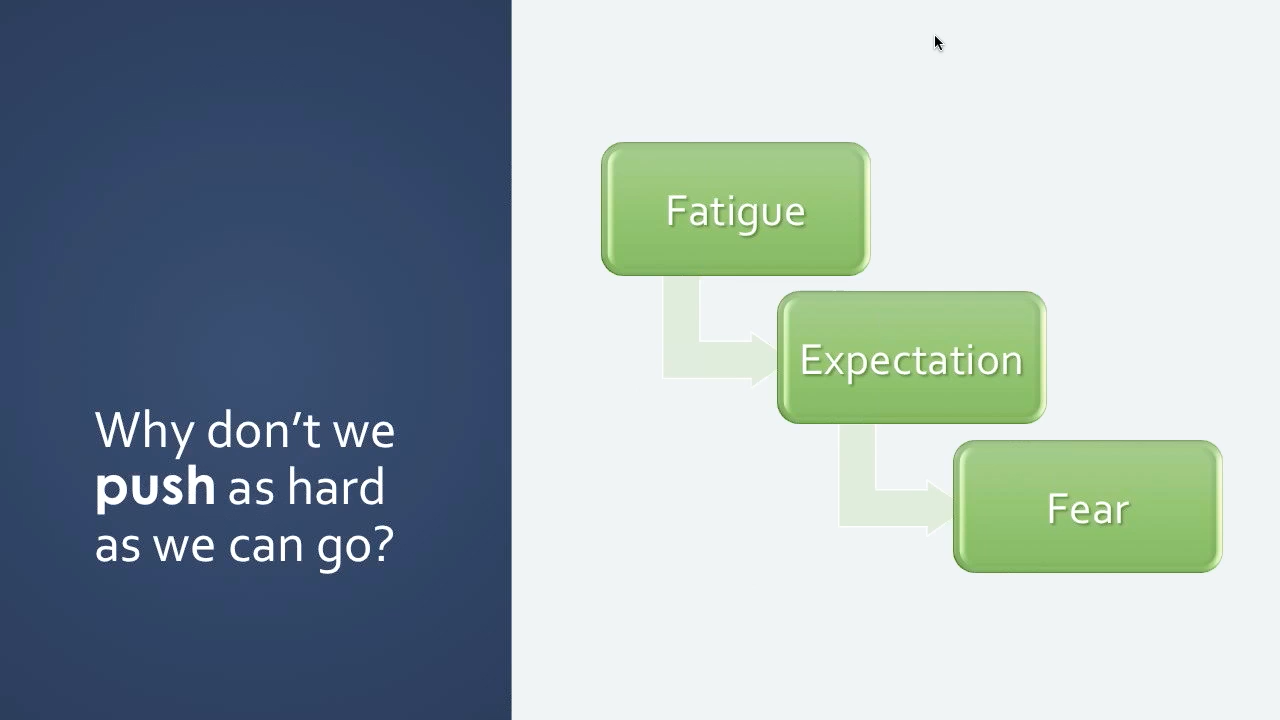 Why don’t we
push as hard
as we can go?
Fatigue
Expectation
Fear